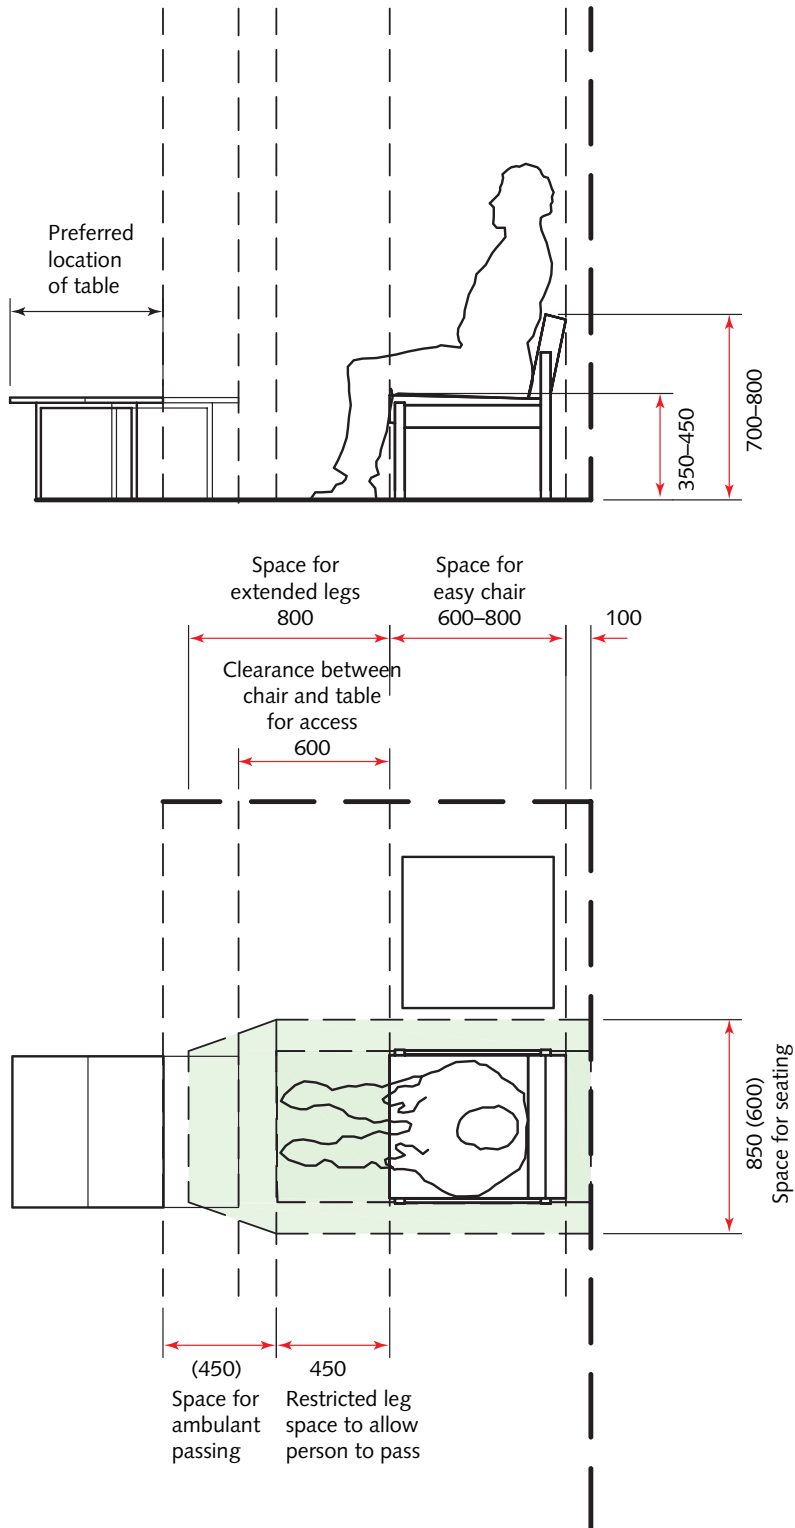 Preferred
location
of table
350–450
700–800
Space for
extended legs
800
Space for
easy chair
600–800
100
Clearance between
chair and table
for access
600
850 (600)
Space for seating
(450)
Space for
ambulant
passing
450
Restricted leg
space to allow
person to pass